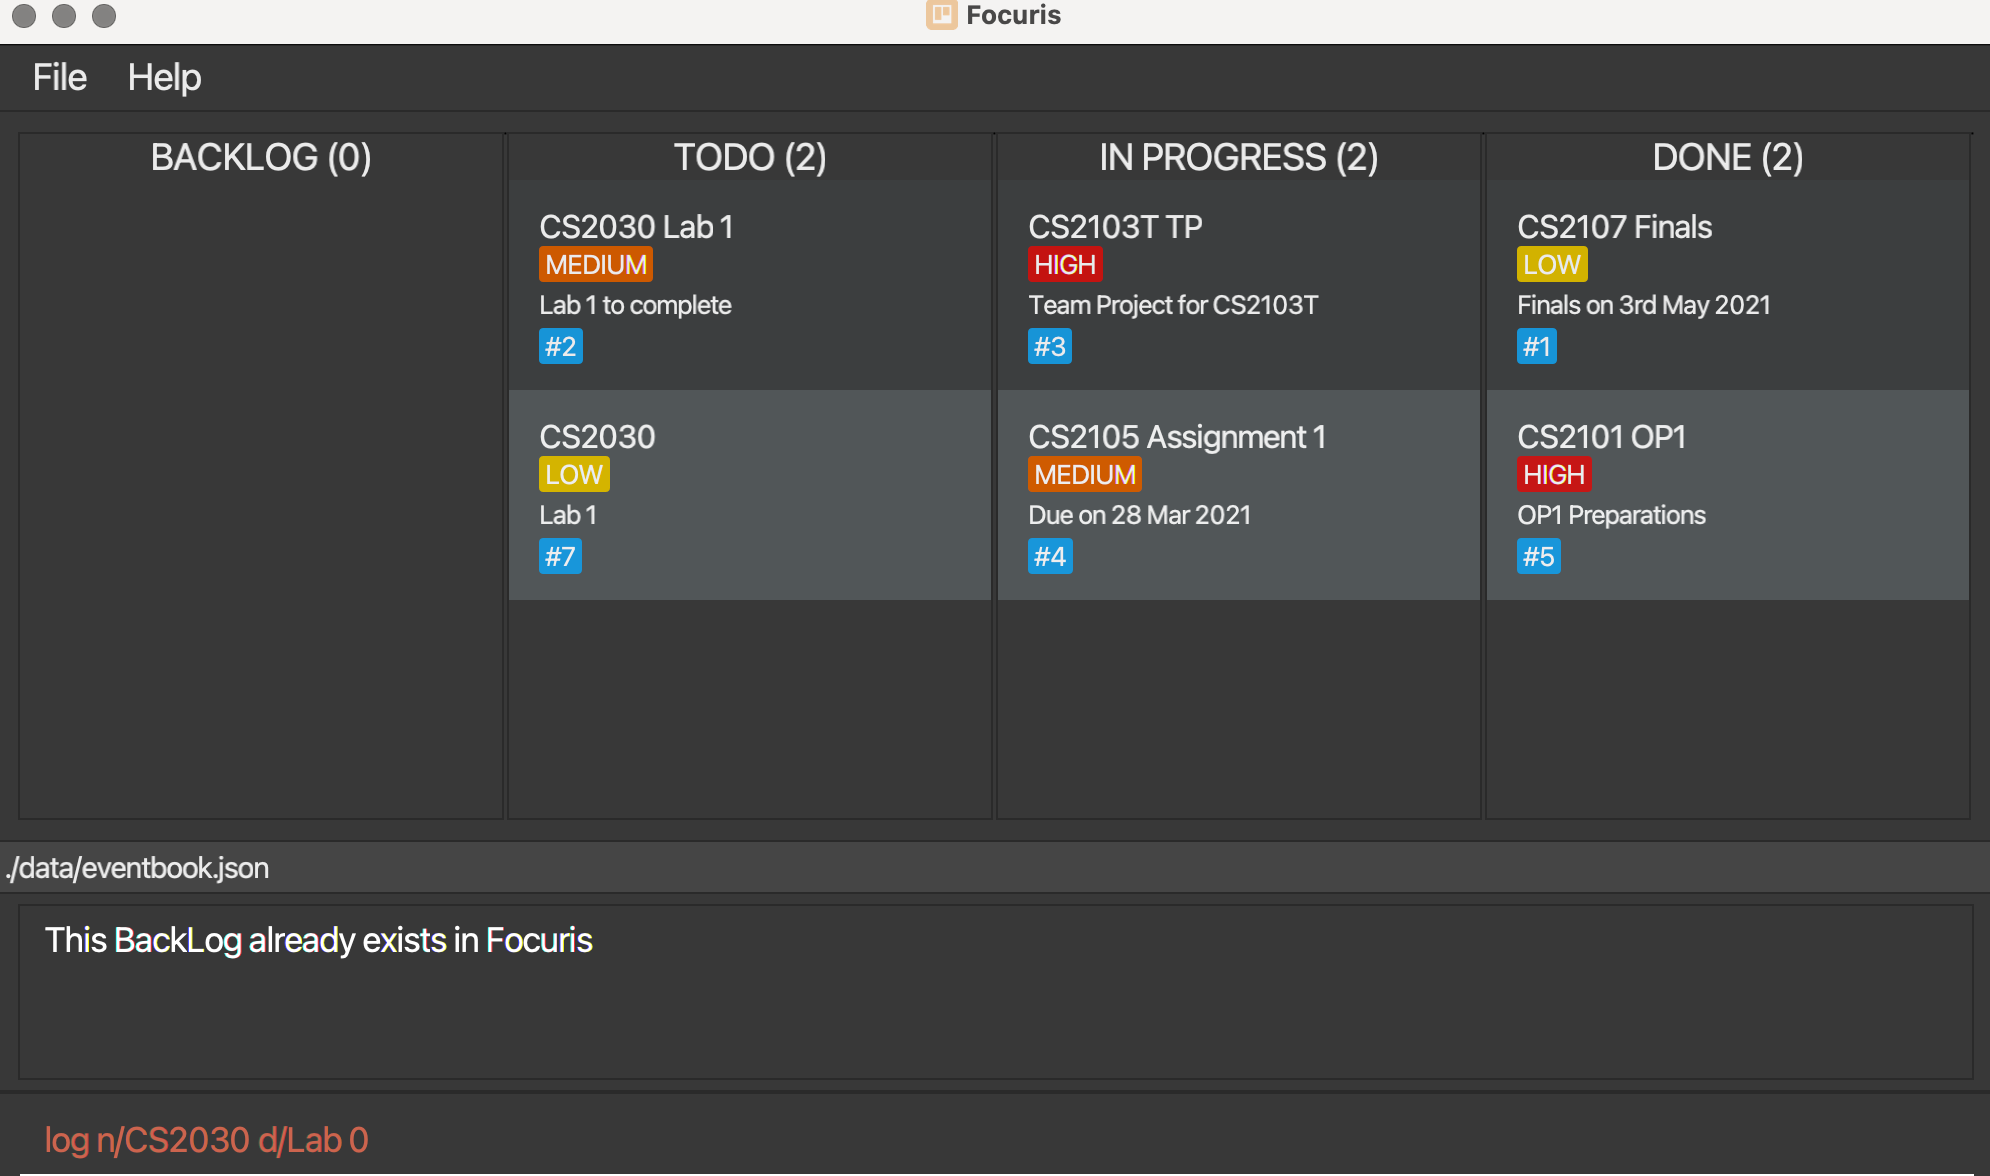 Focuris
File Help
BACKLOG (0)
TODO (2)
CS2030 Lab 1
MEDIUM
Lab 1 to complete
#2
CS2030
LOW
Lab 1
#7
IN PROGRESS (2)
CS2103T TP
HIGH
Team Project for CS2103T
#3
CS2105 Assignment 1
MEDIUM
Due on 28 Mar 2021
#4
DONE (2)
CS2107 Finals
LOW
Finals on 3rd May 2021
#1
CS2101 OP1
HIGH
OP1 Preparations
#5
./data/eventbook.json
This BackLog already exists in Focuris
log n/CS2030 d/Lab 0